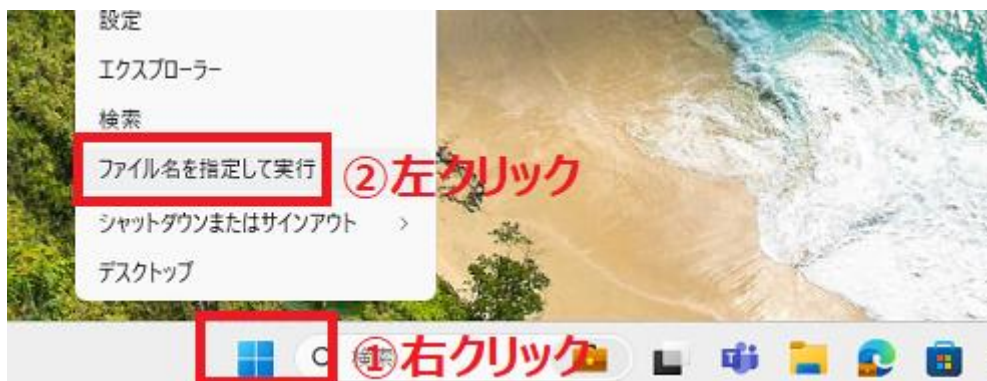 設定
エクスプローラー
検索
ファイル名を指定して実行
②左クリック
シャットダウンまたはサインアウト
デスクトップ
検索
①右クリック